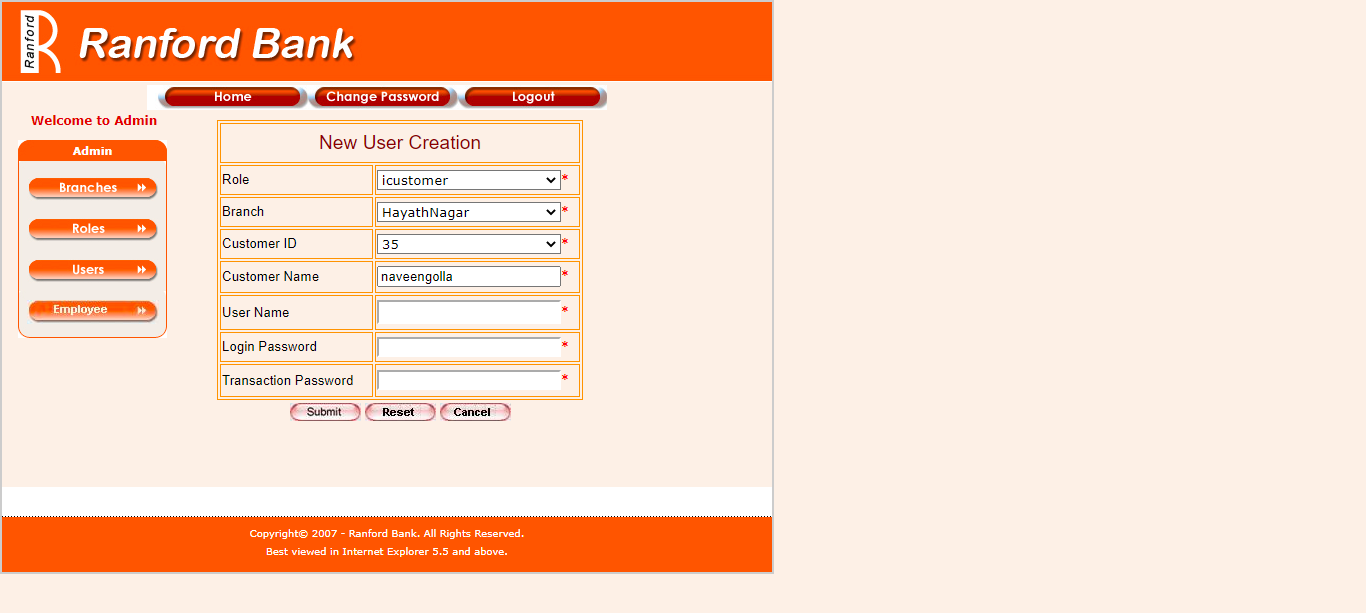 Ranford
Ranford Bank
Home Change Password Logout
Welcome to Admin
Admin
Branches
Roles
Users
Employee
New User Creation
Role icustomer *
Branch HayathNagar *
Customer ID 35 *
Customer Name naveengolla *
User Name *
Login Password *
Transaction Password *
Submit Reset Cancel
Copyright© 2007 - Ranford Bank. All Rights Reserved.
Best viewed in Internet Explorer 5.5 and above.